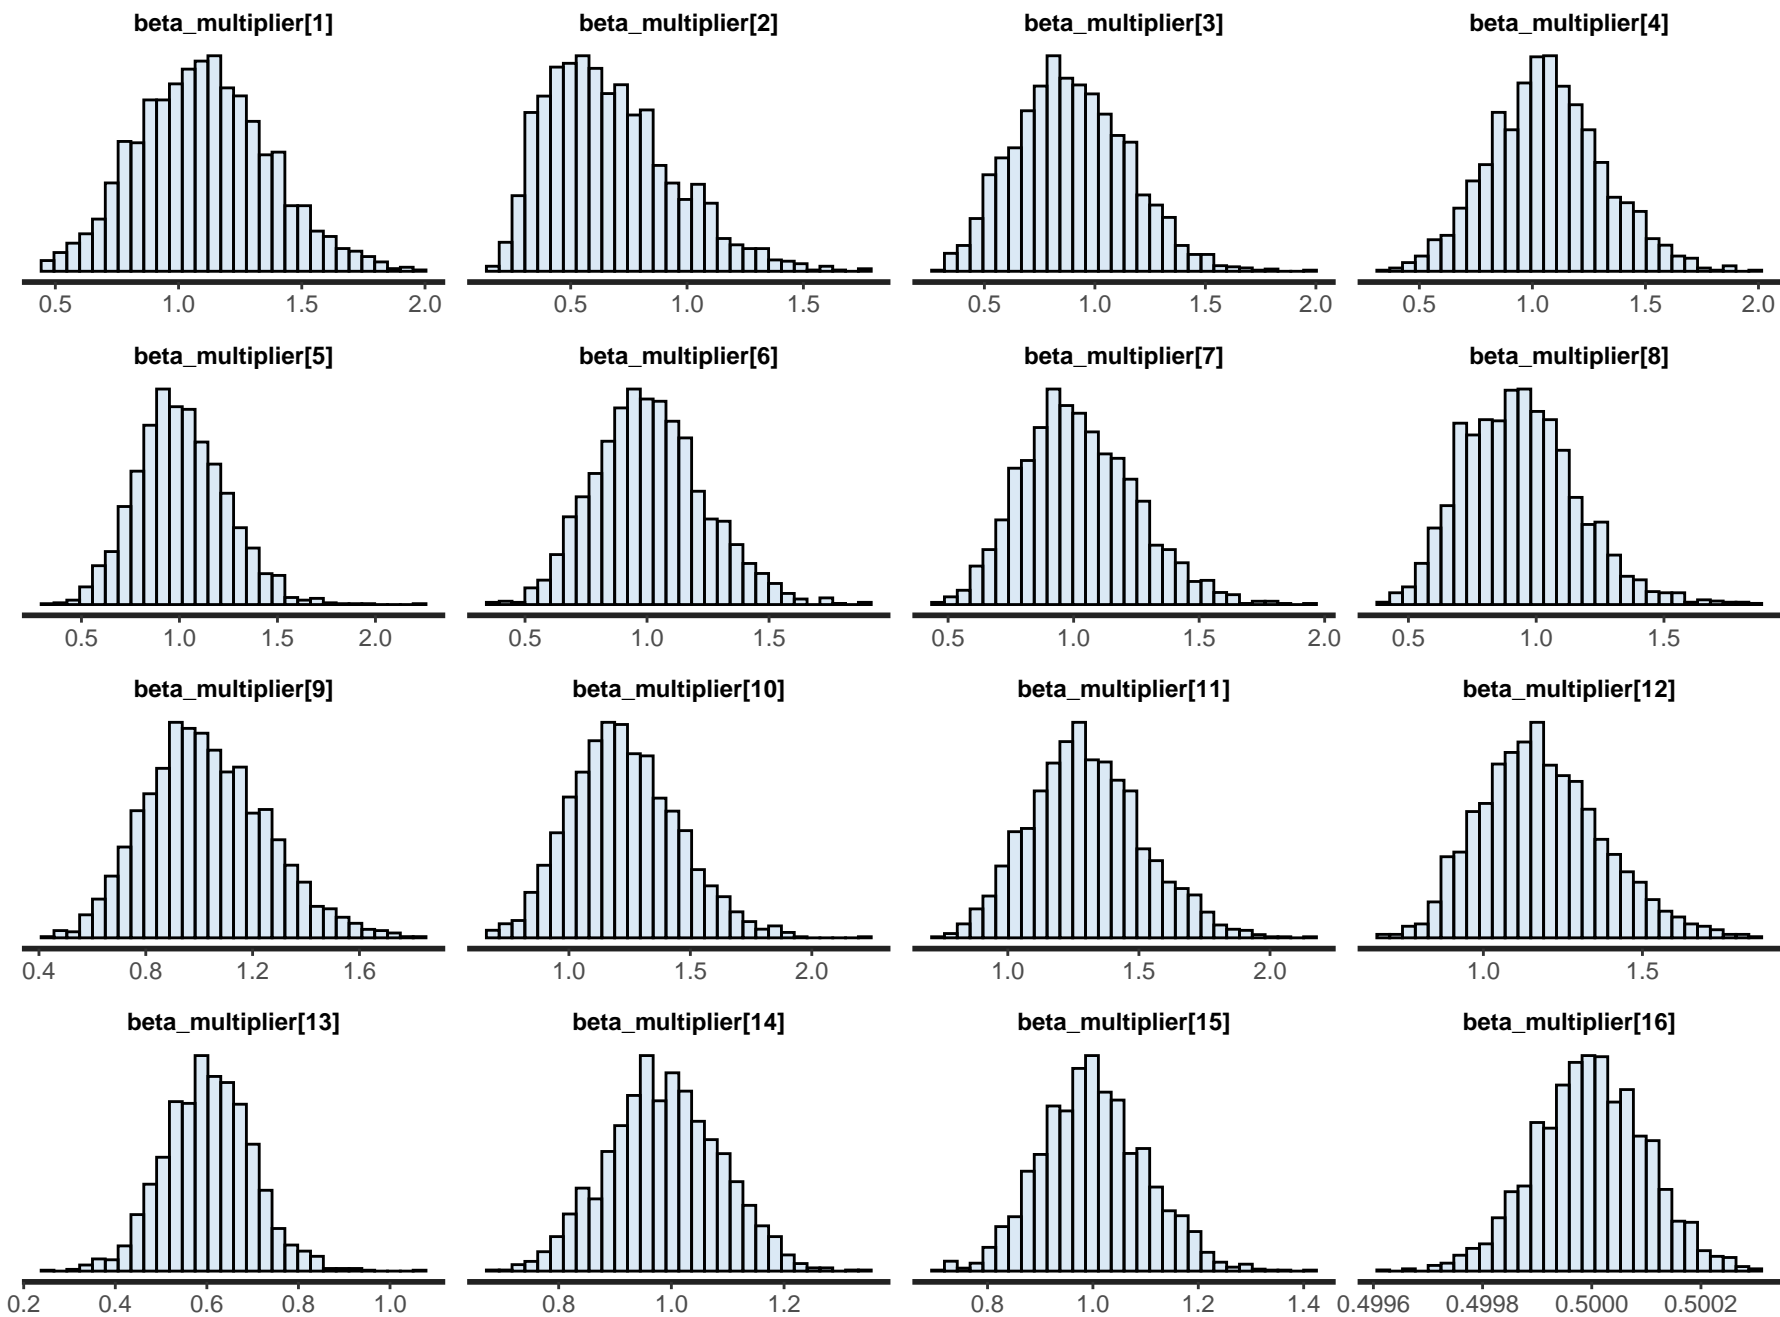 beta_multiplier[1] beta_multiplier[2] beta_multiplier[3] beta_multiplier[4]
0.5 1.0 1.5 2.0 0.5 1.0 1.5 0.5 1.0 1.5 2.0 0.5 1.0 1.5 2.0
beta_multiplier[5] beta_multiplier[6] beta_multiplier[7] beta_multiplier[8]
0.5 1.0 1.5 2.0 0.5 1.0 1.5 0.5 1.0 1.5 2.0 0.5 1.0 1.5
beta_multiplier[9] beta_multiplier[10] beta_multiplier[11] beta_multiplier[12]
0.4 0.8 1.2 1.6 1.0 1.5 2.0 1.0 1.5 2.0 1.0 1.5
beta_multiplier[13] beta_multiplier[14] beta_multiplier[15] beta_multiplier[16]
0.2 0.4 0.6 0.8 1.0 0.8 1.0 1.2 0.8 1.0 1.2 1.4 0.4996 0.4998 0.5000 0.5002